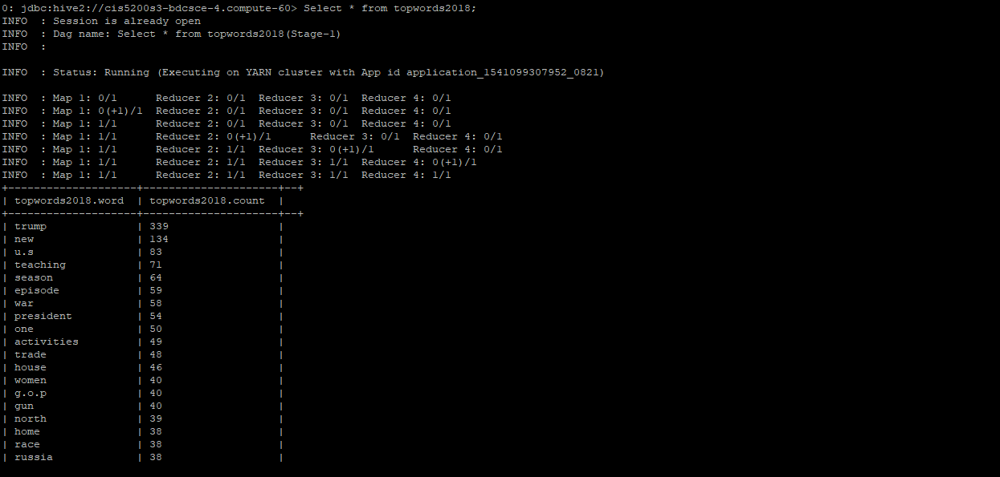 0: jdbc:hive2://cis5200s3-bdcsce-4.compute-60> Select * from topwords2018;
INFO  : Session is already open
INFO  : Dag name: Select * from topwords2018(Stage-1)
INFO  :
INFO  : Status: Running (Executing on YARN cluster with App id application_1541099307952_0821)
INFO  : Map 1: 0/1      Reducer 2: 0/1  Reducer 3: 0/1  Reducer 4: 0/1
INFO  : Map 1: 0(+1)/1  Reducer 2: 0/1  Reducer 3: 0/1  Reducer 4: 0/1
INFO  : Map 1: 1/1      Reducer 2: 0/1  Reducer 3: 0/1  Reducer 4: 0/1
INFO  : Map 1: 1/1      Reducer 2: 0(+1)/1      Reducer 3: 0/1  Reducer 4: 0/1
INFO  : Map 1: 1/1      Reducer 2: 1/1  Reducer 3: 0(+1)/1      Reducer 4: 0/1
INFO  : Map 1: 1/1      Reducer 2: 1/1  Reducer 3: 1/1  Reducer 4: 0(+1)/1
INFO  : Map 1: 1/1      Reducer 2: 1/1  Reducer 3: 1/1  Reducer 4: 1/1
+--------------------+---------------------+--+
| topwords2018.word  | topwords2018.count  |
+--------------------+---------------------+--+
| trump              | 339                 |
| new                | 134                 |
| u.s                | 83                  |
| teaching           | 71                  |
| season             | 64                  |
| episode            | 59                  |
| war                | 58                  |
| president          | 54                  |
| one                | 50                  |
| activities         | 49                  |
| trade              | 48                  |
| house              | 46                  |
| women              | 40                  |
| g.o.p              | 40                  |
| gun                | 40                  |
| north              | 39                  |
| home               | 38                  |
| race               | 38                  |
| russia             | 38                  |